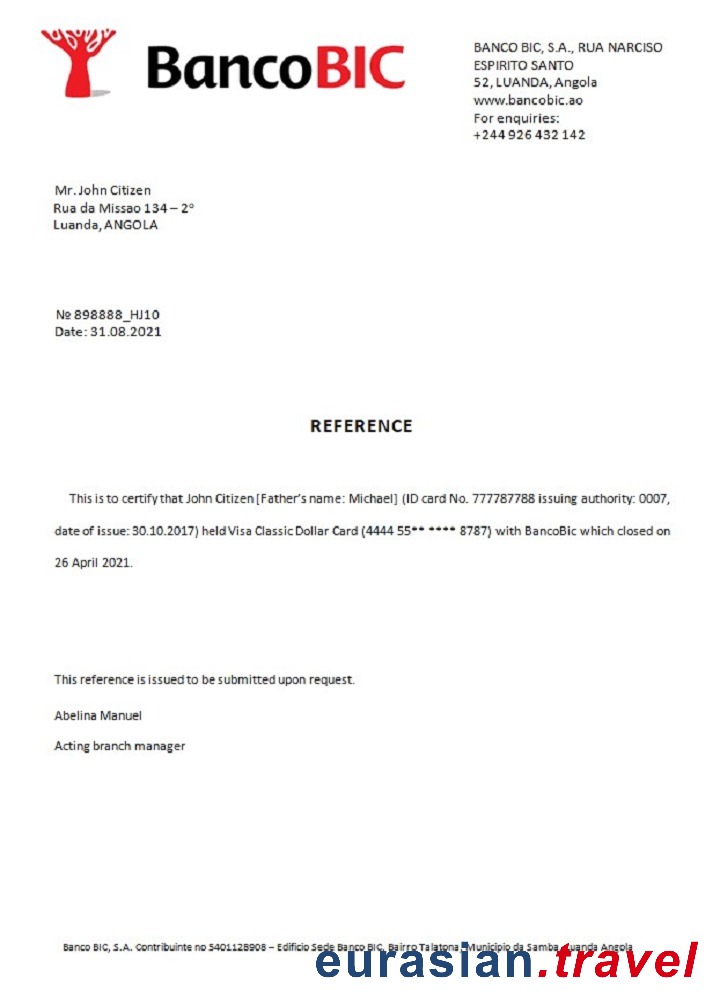 BancoBIC
BANCO BIC, S.A., RUA NARCISO
ESPIRITO SANTO
52, LUANDA, Angola
www.bancobic.ao
For enquiries:
+244 926 432 142
Mr. John Citizen
Rua da Missao 134 – 2º
Luanda, ANGOLA
№ 898888_HJ10
Date: 31.08.2021
REFERENCE
This is to certify that John Citizen [Father's name: Michael] (ID card No. 777787788 issuing authority: 0007,
date of issue: 30.10.2017) held Visa Classic Dollar Card (4444 55** **** 8787) with BancoBic which closed on
26 April 2021.
This reference is issued to be submitted upon request.
Abelina Manuel
Acting branch manager
Banco BIC, S.A. Contribuinte no 5401128908 – Edificio Sede Banco BIC, Bairro Talatona, Municipio da Samba, Luanda Angola
eurasian.travel